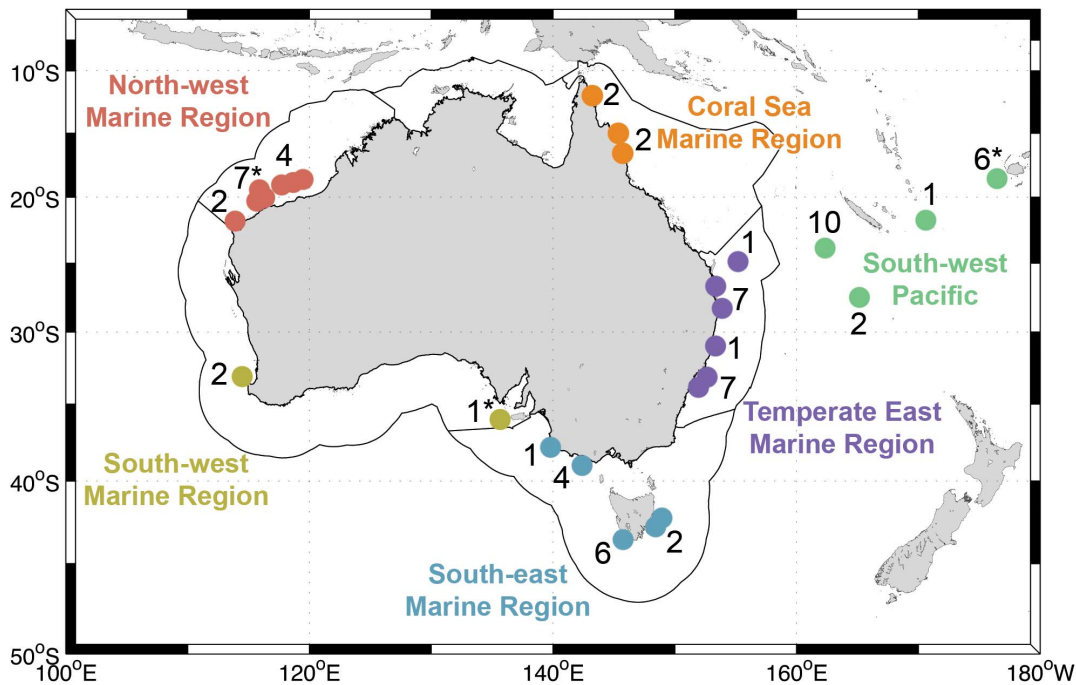 10°S
20°S
30°S
40°S
50°S
100°E
120°E
140°E
160°E
180°W
North-west
Marine Region
4
7*
2
2
2
Coral Sea
Marine Region
6*
1
10
2
South-west
Pacific
1
7
1
7
Temperate East
Marine Region
2
1*
South-west
Marine Region
1
4
6
2
South-east
Marine Region